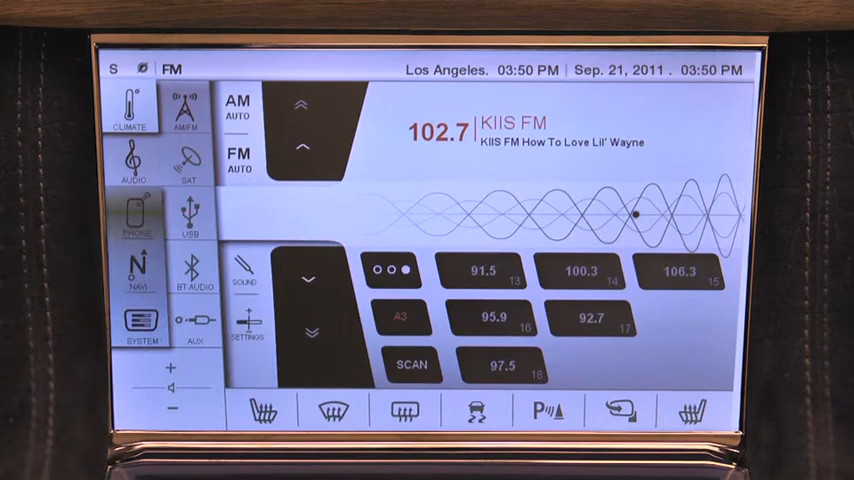 S FM Los Angeles. 03:50 PM | Sep. 21, 2011 . 03:50 PM
CLIMATE
AM/FM
AUDIO
SAT
PHONE
USB
N
NAVI
BT AUDIO
SYSTEM
AUX
+
−
AM
AUTO
FM
AUTO
102.7 KIIS FM
KIIS FM How To Love Lil' Wayne
SOUND
SETTINGS
91.5 13
100.3 14
106.3 15
A3
95.9 16
92.7 17
SCAN
97.5 18
P